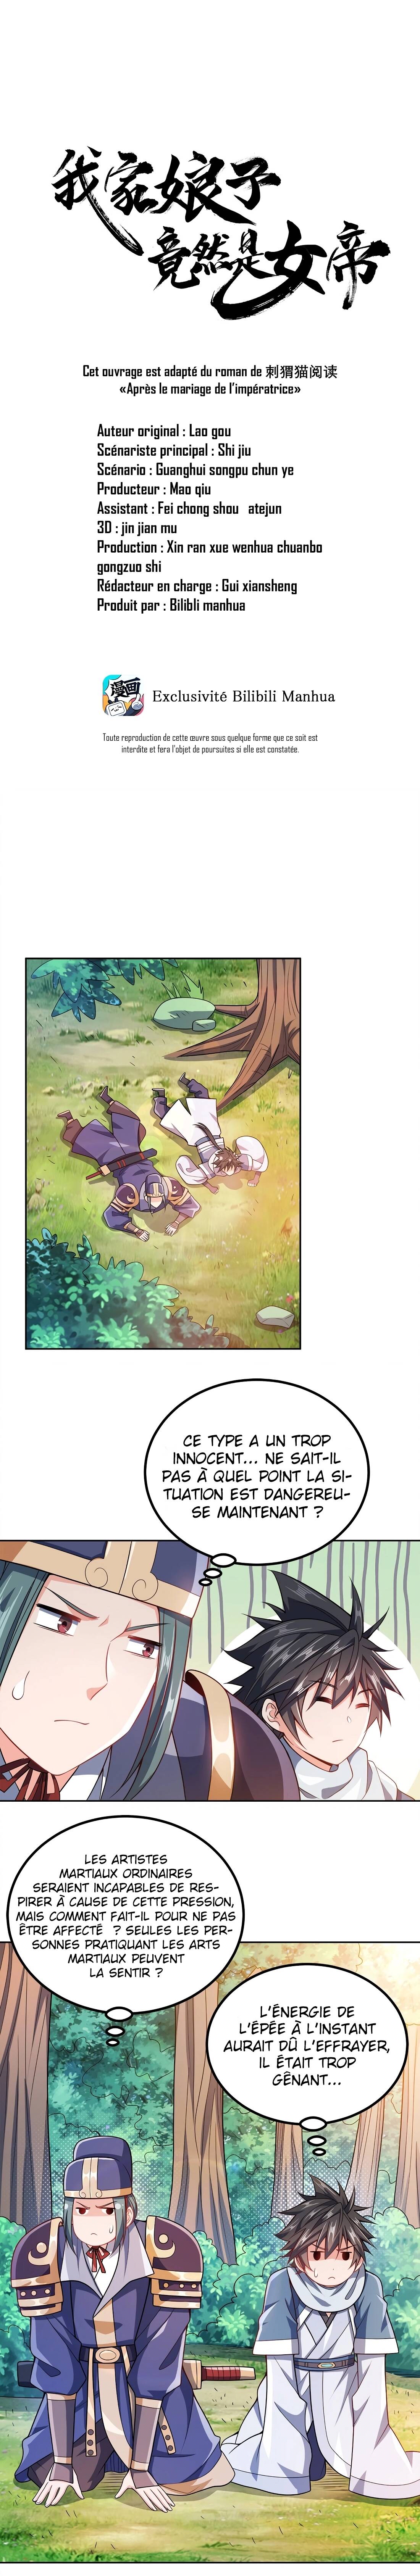 我家娘子
竟然是女帝
Cet ouvrage est adapté du roman de 刺猬猫阅读
«Après le mariage de l'impératrice»
Auteur original : Lao gou
Scénariste principal : Shi jiu
Scénario : Guanghui songpu chun ye
Producteur : Mao qiu
Assistant : Fei chong shou atejun
3D : jin jian mu
Production : Xin ran xue wenhua chuanbo
gongzuo shi
Rédacteur en charge : Gui xiansheng
Produit par : Bilibli manhua
漫画
Exclusivité Bilibili Manhua
Toute reproduction de cette œuvre sous quelque forme que ce soit est
interdite et fera l'objet de poursuites si elle est constatée.
CE TYPE A UN TROP
INNOCENT... NE SAIT-IL
PAS À QUEL POINT LA SI-
TUATION EST DANGEREU-
SE MAINTENANT ?
LES ARTISTES
MARTIAUX ORDINAIRES
SERAIENT INCAPABLES DE RES-
PIRER À CAUSE DE CETTE PRESSION,
MAIS COMMENT FAIT-IL POUR NE PAS
ÊTRE AFFECTÉ ? SEULES LES PER-
SONNES PRATIQUANT LES ARTS
MARTIAUX PEUVENT
LA SENTIR ?
L'ÉNERGIE DE
L'ÉPÉE À L'INSTANT
AURAIT DÛ L'EFFRAYER,
IL ÉTAIT TROP
GÊNANT...